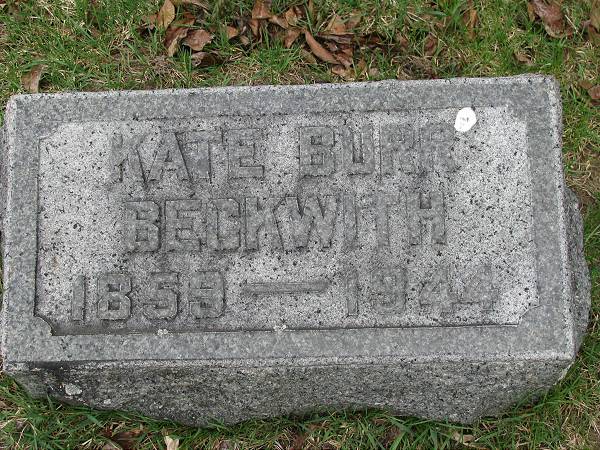 KATE BURR
BECKWITH
1859 — 1944